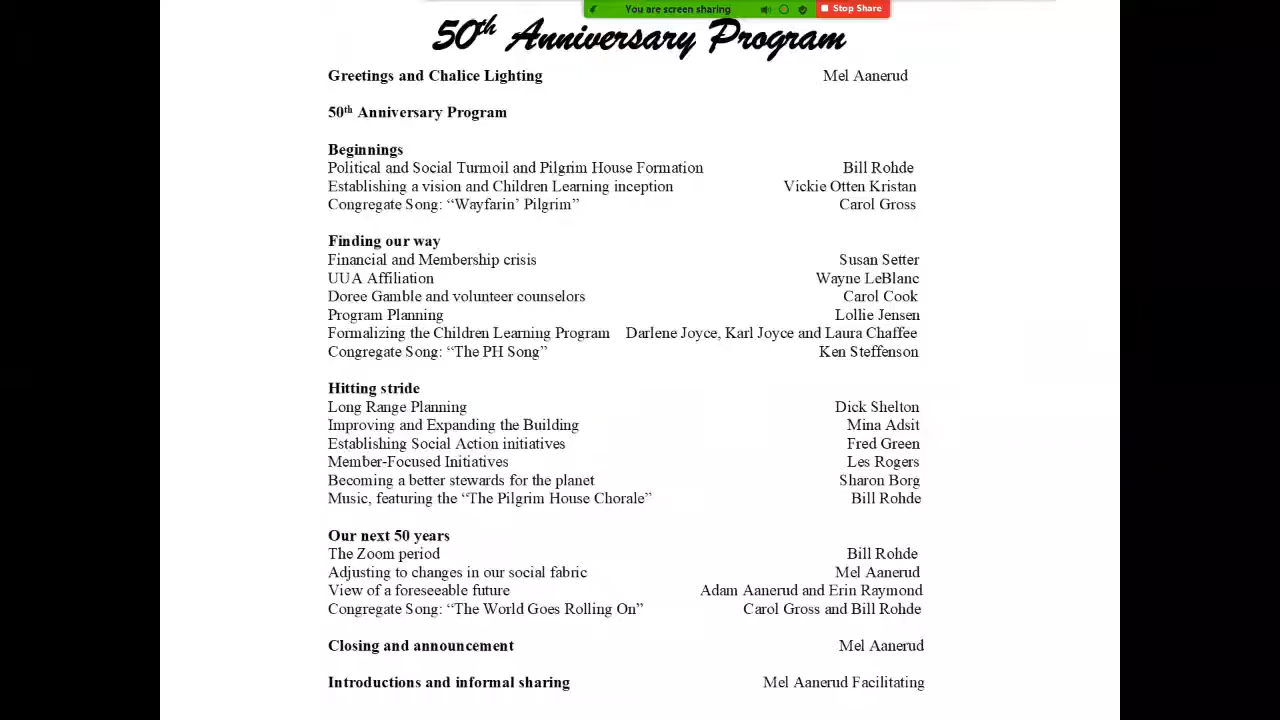 You are screen sharing
Stop Share
50th Anniversary Program
Greetings and Chalice Lighting Mel Aanerud
50th Anniversary Program
Beginnings
Political and Social Turmoil and Pilgrim House Formation Bill Rohde
Establishing a vision and Children Learning inception Vickie Otten Kristan
Congregate Song: “Wayfarin’ Pilgrim” Carol Gross
Finding our way
Financial and Membership crisis Susan Setter
UUA Affiliation Wayne LeBlanc
Doree Gamble and volunteer counselors Carol Cook
Program Planning Lollie Jensen
Formalizing the Children Learning Program Darlene Joyce, Karl Joyce and Laura Chaffee
Congregate Song: “The PH Song” Ken Steffenson
Hitting stride
Long Range Planning Dick Shelton
Improving and Expanding the Building Mina Adsit
Establishing Social Action initiatives Fred Green
Member-Focused Initiatives Les Rogers
Becoming a better stewards for the planet Sharon Borg
Music, featuring the “The Pilgrim House Chorale” Bill Rohde
Our next 50 years
The Zoom period Bill Rohde
Adjusting to changes in our social fabric Mel Aanerud
View of a foreseeable future Adam Aanerud and Erin Raymond
Congregate Song: “The World Goes Rolling On” Carol Gross and Bill Rohde
Closing and announcement Mel Aanerud
Introductions and informal sharing Mel Aanerud Facilitating